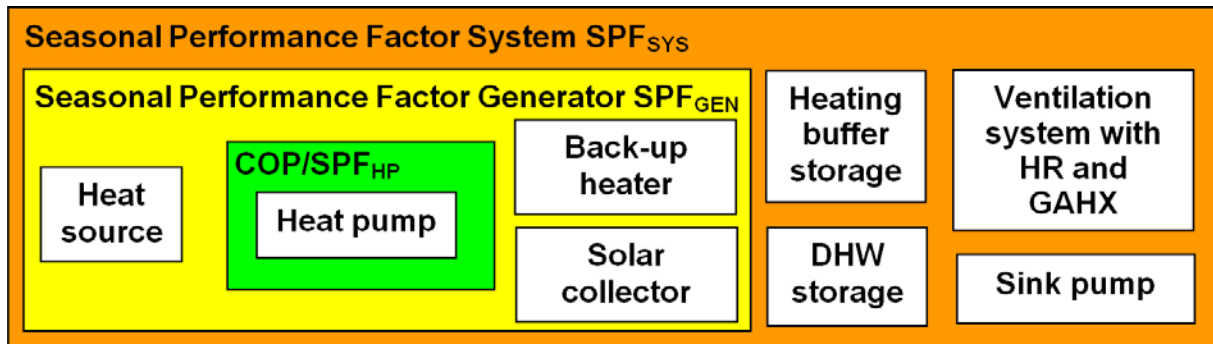 Seasonal Performance Factor System SPFSYS
Seasonal Performance Factor Generator SPFGEN
Heat
source
COP/SPFHP
Heat pump
Back-up
heater
Solar
collector
Heating
buffer
storage
DHW
storage
Ventilation
system with
HR and
GAHX
Sink pump